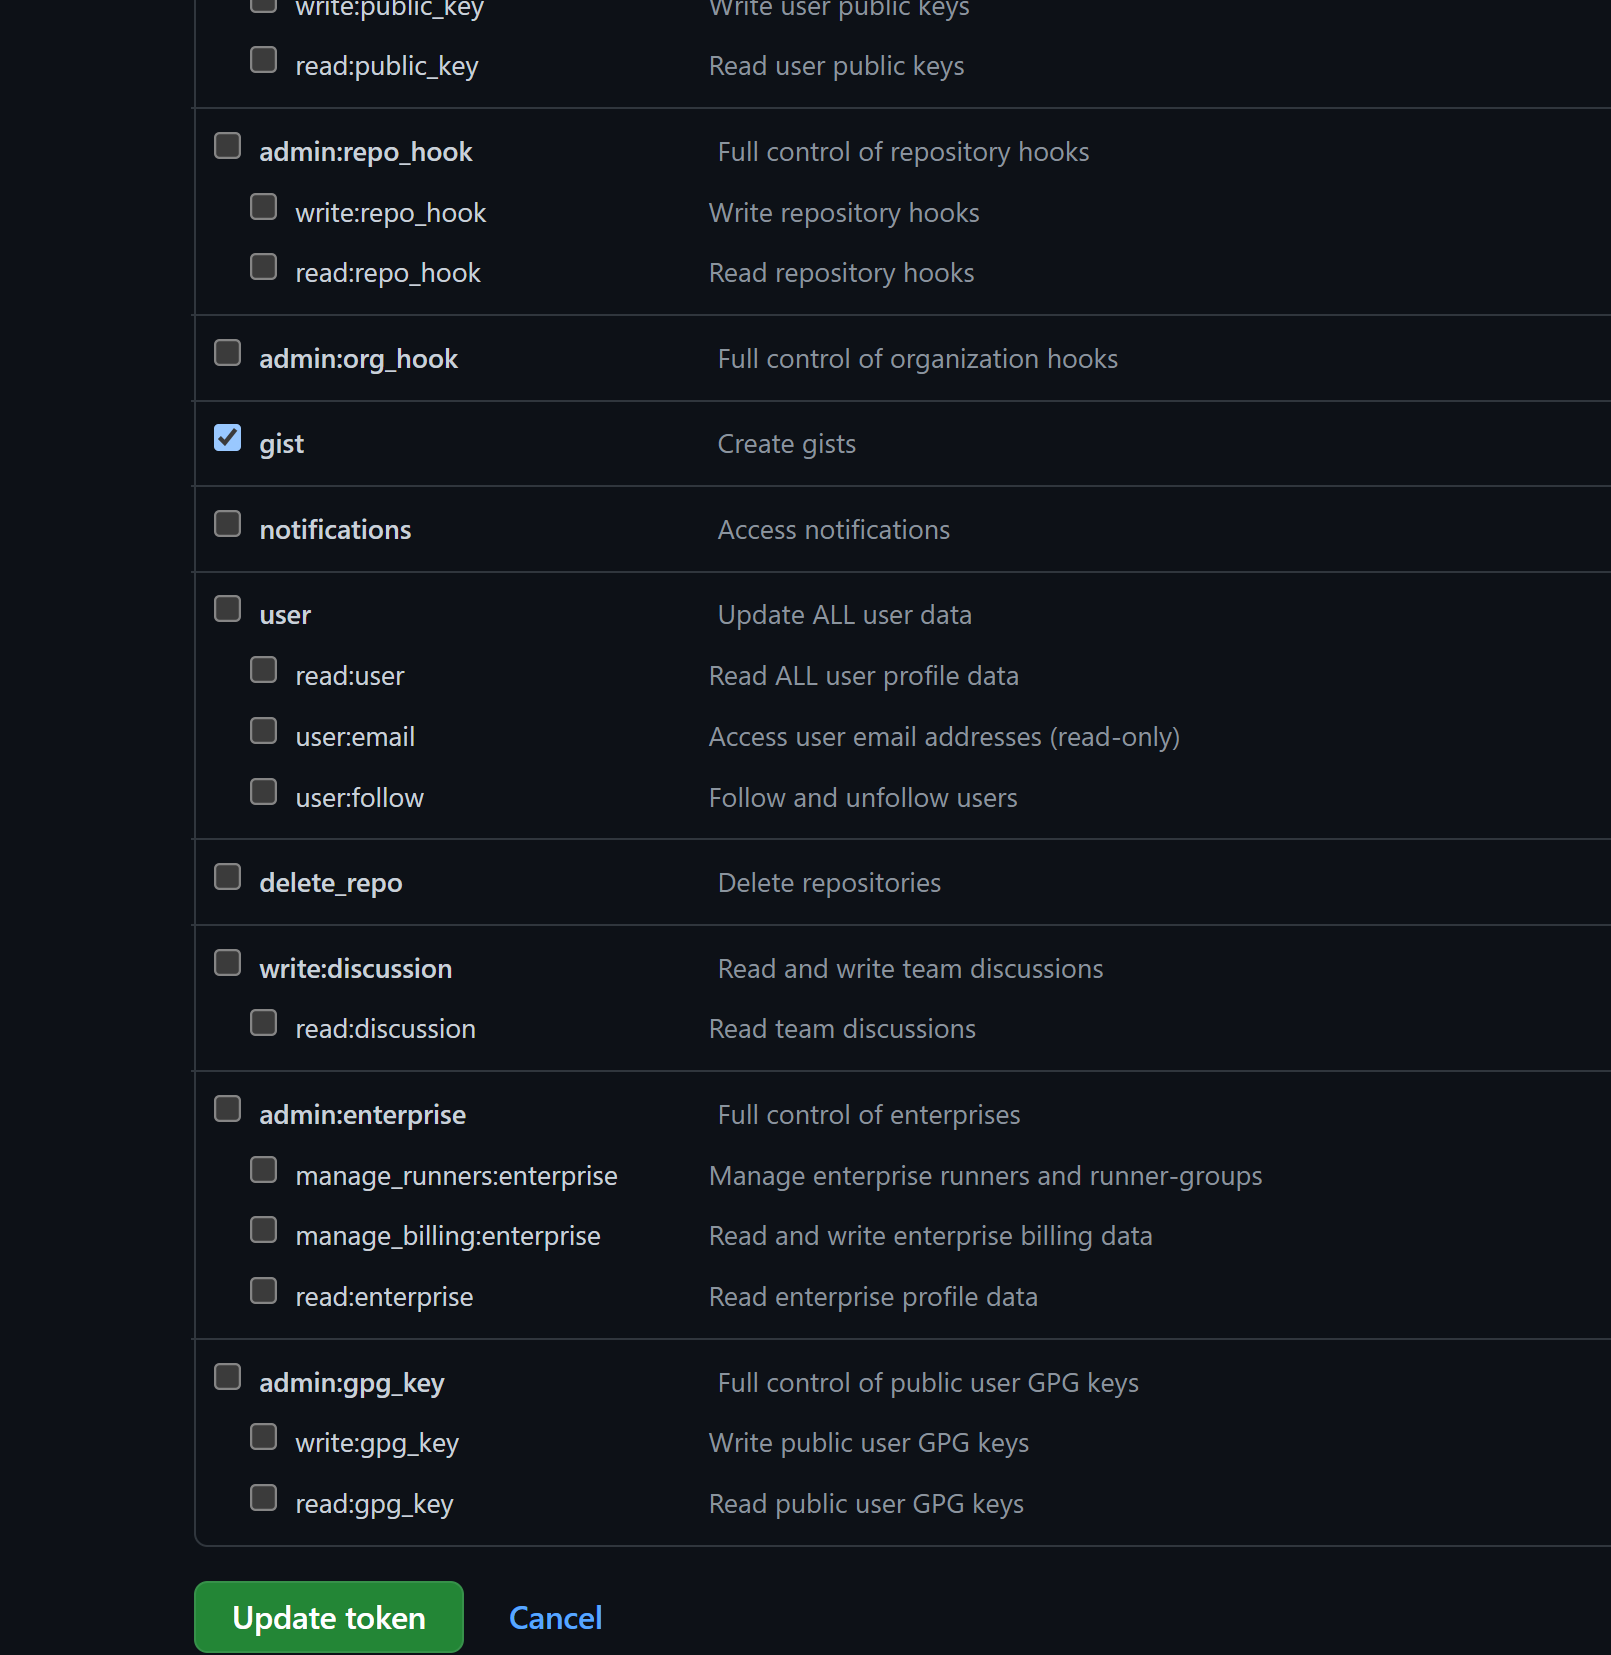 write:public_key Write user public keys
read:public_key Read user public keys
admin:repo_hook Full control of repository hooks
write:repo_hook Write repository hooks
read:repo_hook Read repository hooks
admin:org_hook Full control of organization hooks
gist Create gists
notifications Access notifications
user Update ALL user data
read:user Read ALL user profile data
user:email Access user email addresses (read-only)
user:follow Follow and unfollow users
delete_repo Delete repositories
write:discussion Read and write team discussions
read:discussion Read team discussions
admin:enterprise Full control of enterprises
manage_runners:enterprise Manage enterprise runners and runner-groups
manage_billing:enterprise Read and write enterprise billing data
read:enterprise Read enterprise profile data
admin:gpg_key Full control of public user GPG keys
write:gpg_key Write public user GPG keys
read:gpg_key Read public user GPG keys
Update token Cancel